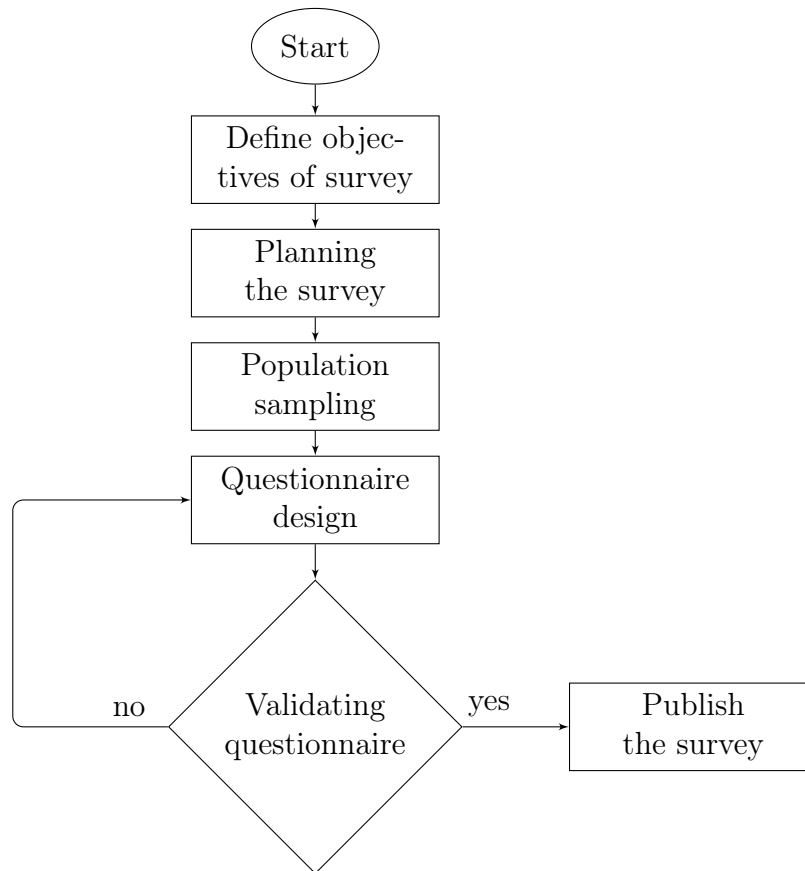 Start
Define objec-
tives of survey
Planning
the survey
Population
sampling
Questionnaire
design
no
Validating
questionnaire
yes
Publish
the survey